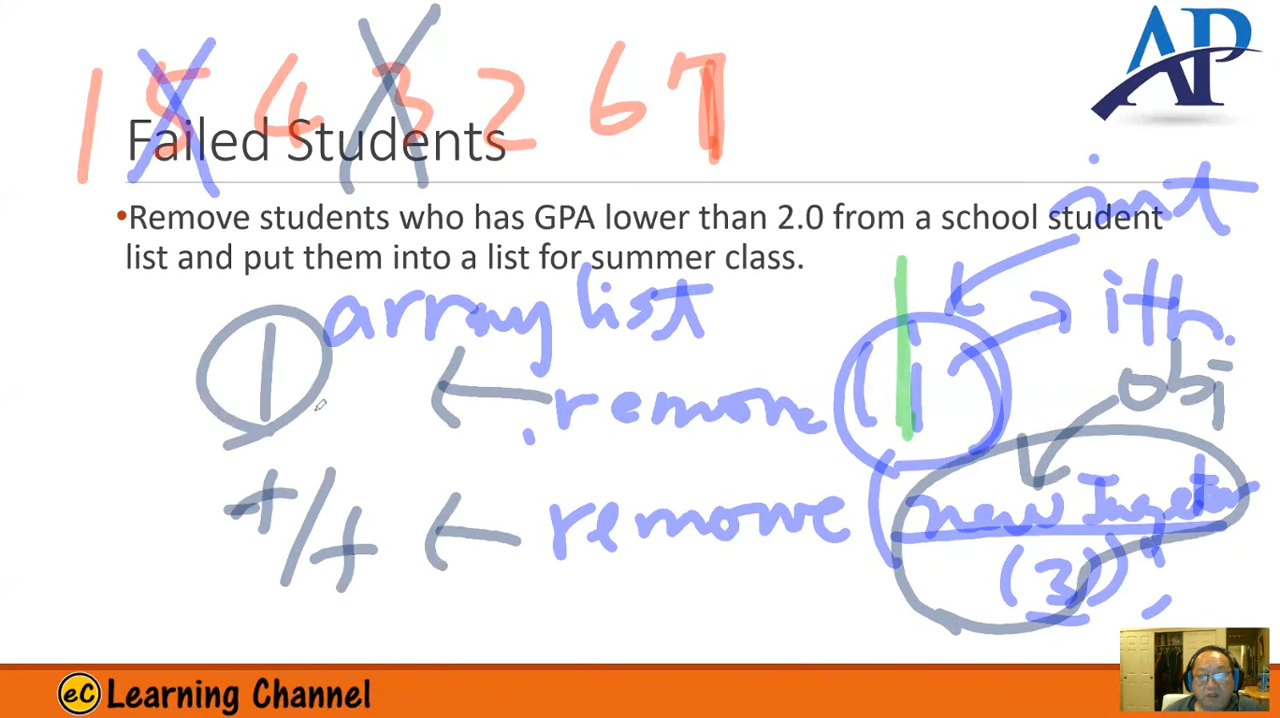 AP
1 5 4 3 2 6 7
Failed Students
•Remove students who has GPA lower than 2.0 from a school student
list and put them into a list for summer class.
int
array list
1
ith.
obj
. remove (1)
+/+
remove (new Integer
(3));
eC Learning Channel